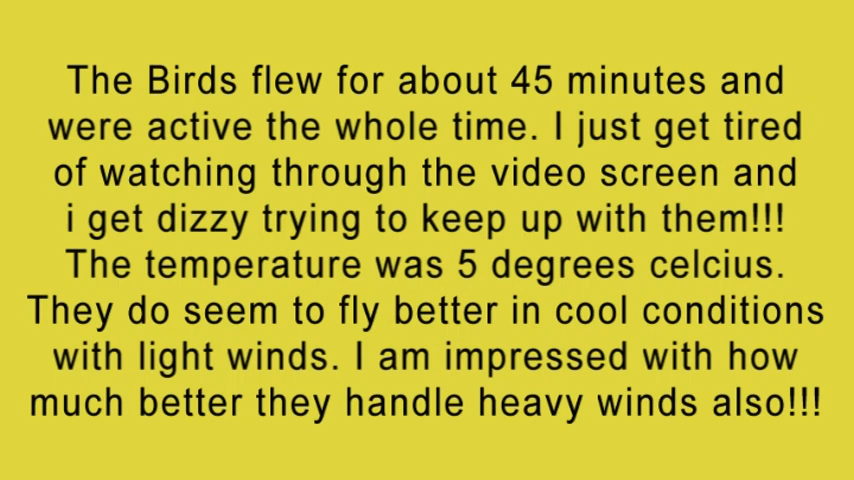 The Birds flew for about 45 minutes and
were active the whole time. I just get tired
of watching through the video screen and
i get dizzy trying to keep up with them!!!
The temperature was 5 degrees celcius.
They do seem to fly better in cool conditions
with light winds. I am impressed with how
much better they handle heavy winds also!!!